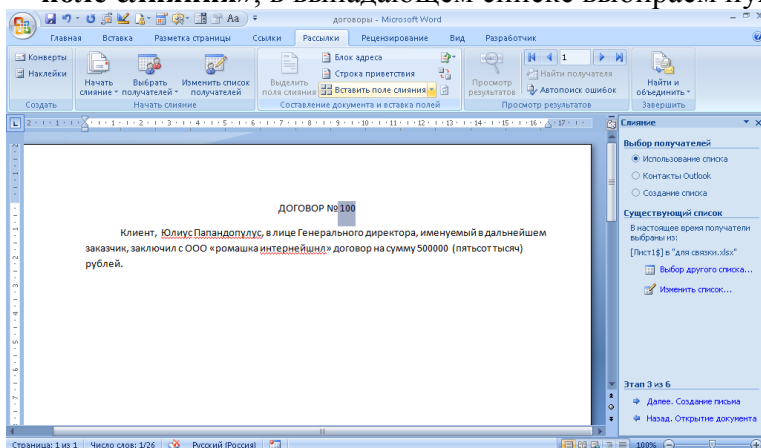 поле слияния», в выпадающем списке выбираем пун
договоры - Microsoft Word
Главная Вставка Разметка страницы Ссылки Рассылки Рецензирование Вид Разработчик
Конверты
Наклейки
Создать
Начать слияние
Выбрать получателей
Изменить список получателей
Начать слияние
Выделить поля слияния
Блок адреса
Строка приветствия
Вставить поле слияния
Составление документа и вставка полей
Просмотр результатов
1
Найти получателя
Автопоиск ошибок
Просмотр результатов
Найти и объединить
Завершить
Слияние
Выбор получателей
Использование списка
Контакты Outlook
Создание списка
Существующий список
В настоящее время получатели
выбраны из:
[Лист1$] в "для связки.xlsx"
Выбор другого списка...
Изменить список...
ДОГОВОР № 100
Клиент, Юлиус Папандопулус, в лице Генерального директора, именуемый в дальнейшем
заказчик, заключил с ООО «ромашка интернейшнл» договор на сумму 500000 (пятьсот тысяч)
рублей.
Этап 3 из 6
Далее. Создание письма
Назад. Открытие документа
Страница: 1 из 1 Число слов: 1/26 Русский (Россия) 100%